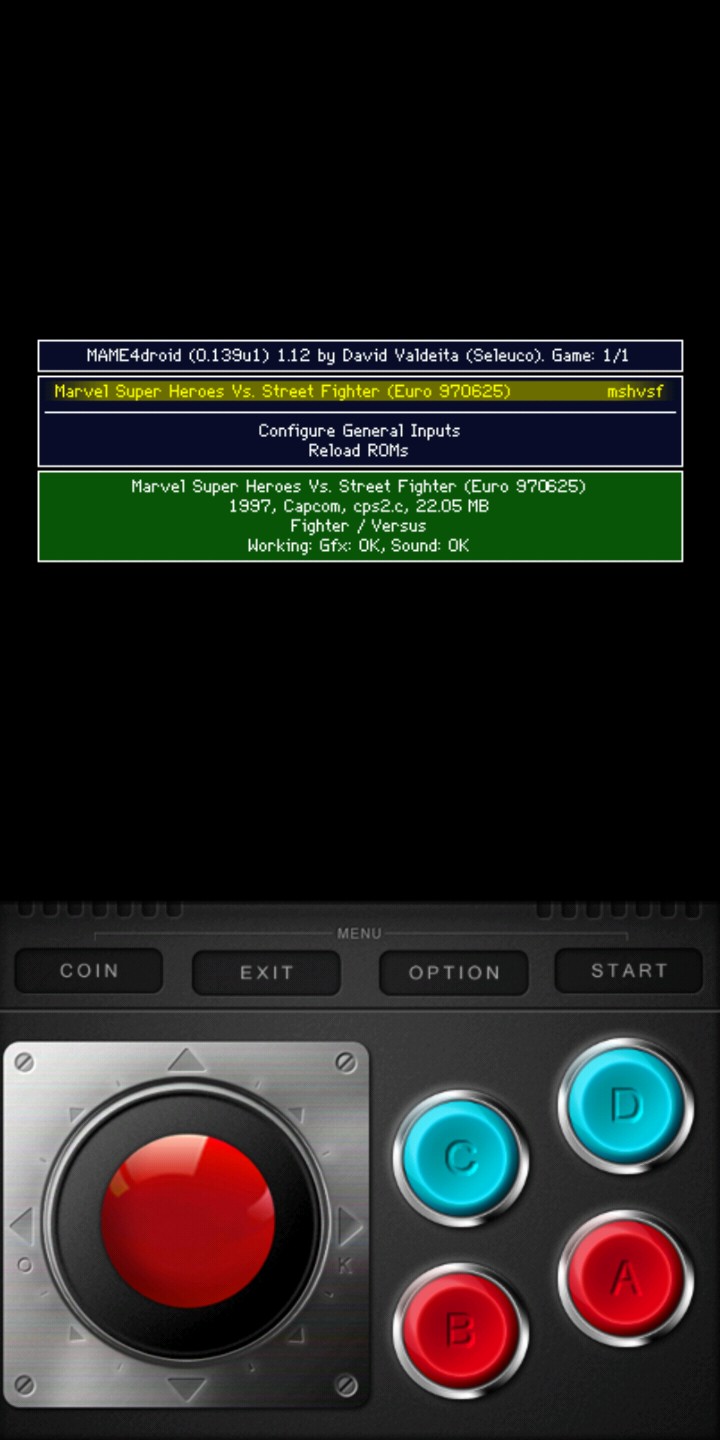 MAME4droid (0.139u1) 1.12 by David Valdeita (Seleuco). Game: 1/1
Marvel Super Heroes Vs. Street Fighter (Euro 970625) mshvsf
Configure General Inputs
Reload ROMs
Marvel Super Heroes Vs. Street Fighter (Euro 970625)
1997, Capcom, cps2.c, 22.05 MB
Fighter / Versus
Working: Gfx: OK, Sound: OK
MENU
COIN EXIT OPTION START
D
C
O K
A
B